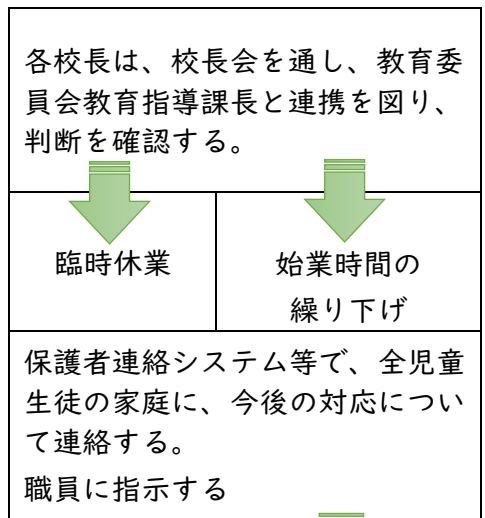 各校長は、校長会を通し、教育委
員会教育指導課長と連携を図り、
判断を確認する。
臨時休業
始業時間の
繰り下げ
保護者連絡システム等で、全児童
生徒の家庭に、今後の対応につい
て連絡する。
職員に指示する